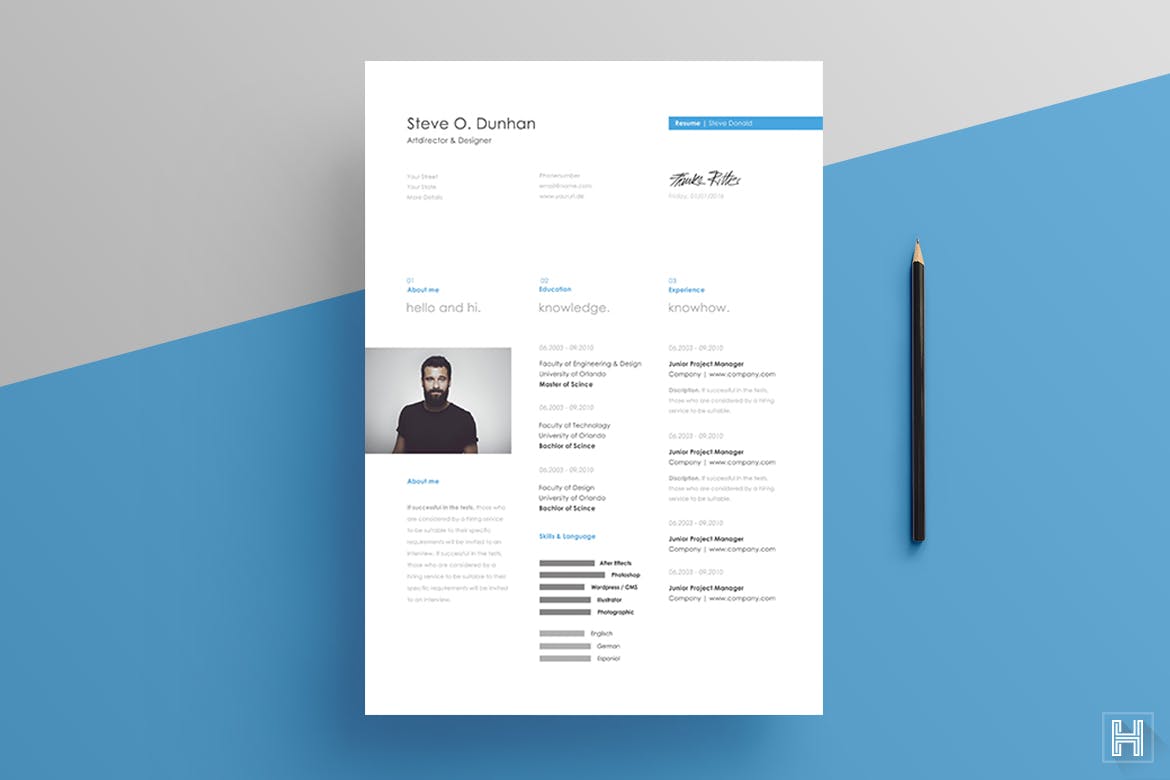 Steve O. Dunhan
Artdirector & Designer
Resume | Steve Donald
Your Street
Your State
More Details
Phonenumber
email@name.com
www.yoururl.de
Friday, 01/01/2016
01
About me
hello and hi.
About me
If successful in the tests, those who
are considered by a hiring service
to be suitable to their specific
requirements will be invited to an
interview. If successful in the tests,
those who are considered by a
hiring service to be suitable to their
specific requirements will be invited
to an interview.
02
Education
knowledge.
06.2003 - 09.2010
Faculty of Engineering & Design
University of Orlando
Master of Scince
06.2003 - 09.2010
Faculty of Technology
University of Orlando
Bachlor of Scince
06.2003 - 09.2010
Faculty of Design
University of Orlando
Bachlor of Scince
Skills & Language
After Effects
Photoshop
Wordpress / CMS
Illustrator
Photographic
Englisch
German
Espaniol
03
Experience
knowhow.
06.2003 - 09.2010
Junior Project Manager
Company | www.company.com
Discription. If successful in the tests,
those who are considered by a hiring
service to be suitable.
06.2003 - 09.2010
Junior Project Manager
Company | www.company.com
Discription. If successful in the tests,
those who are considered by a hiring
service to be suitable.
06.2003 - 09.2010
Junior Project Manager
Company | www.company.com
06.2003 - 09.2010
Junior Project Manager
Company | www.company.com
H